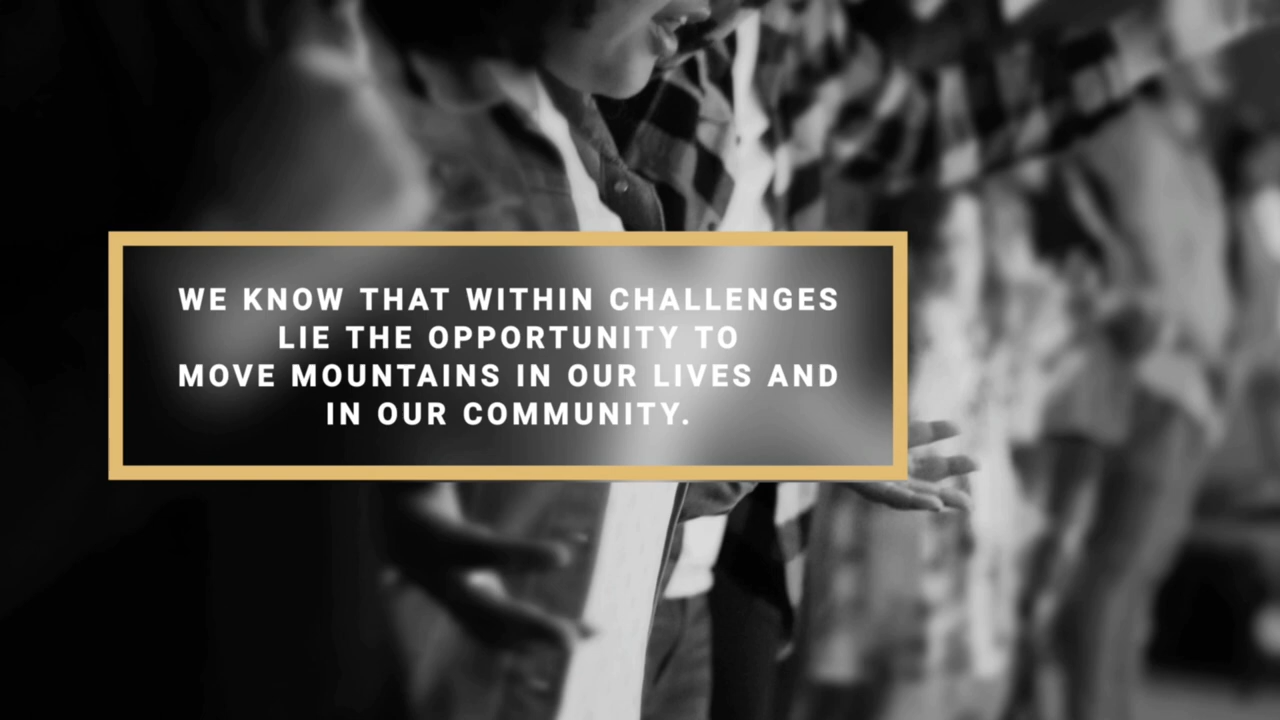 WE KNOW THAT WITHIN CHALLENGES
LIE THE OPPORTUNITY TO
MOVE MOUNTAINS IN OUR LIVES AND
IN OUR COMMUNITY.